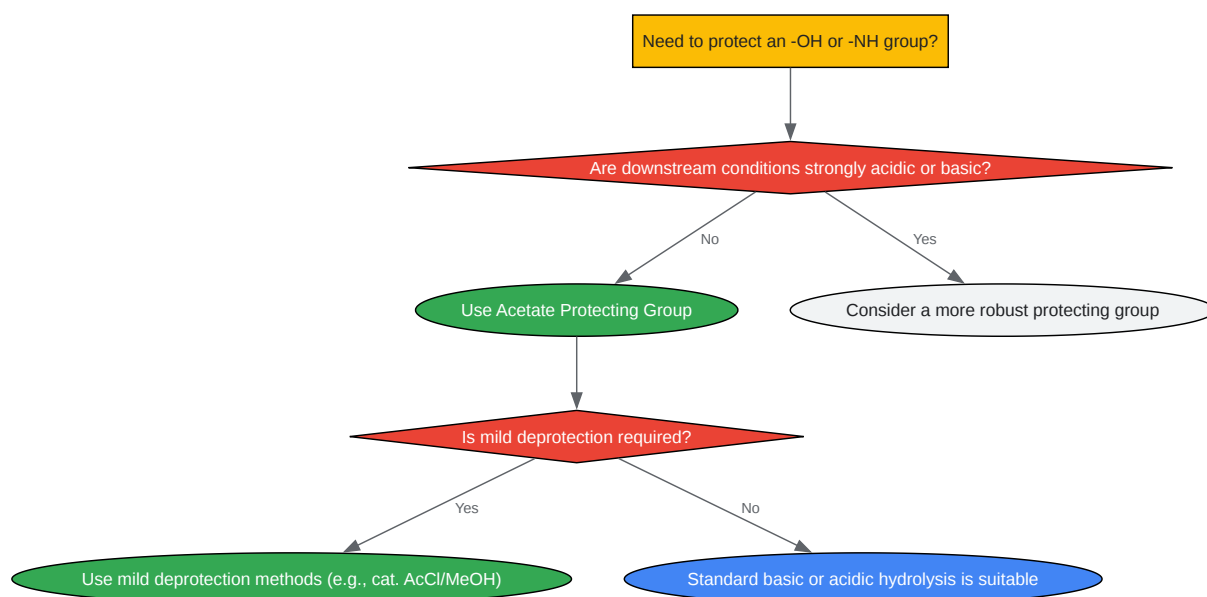 Need to protect an -OH or -NH group?
Are downstream conditions strongly acidic or basic?
No
Yes
Use Acetate Protecting Group
Consider a more robust protecting group
Is mild deprotection required?
Yes
No
Use mild deprotection methods (e.g., cat. AcCl/MeOH)
Standard basic or acidic hydrolysis is suitable